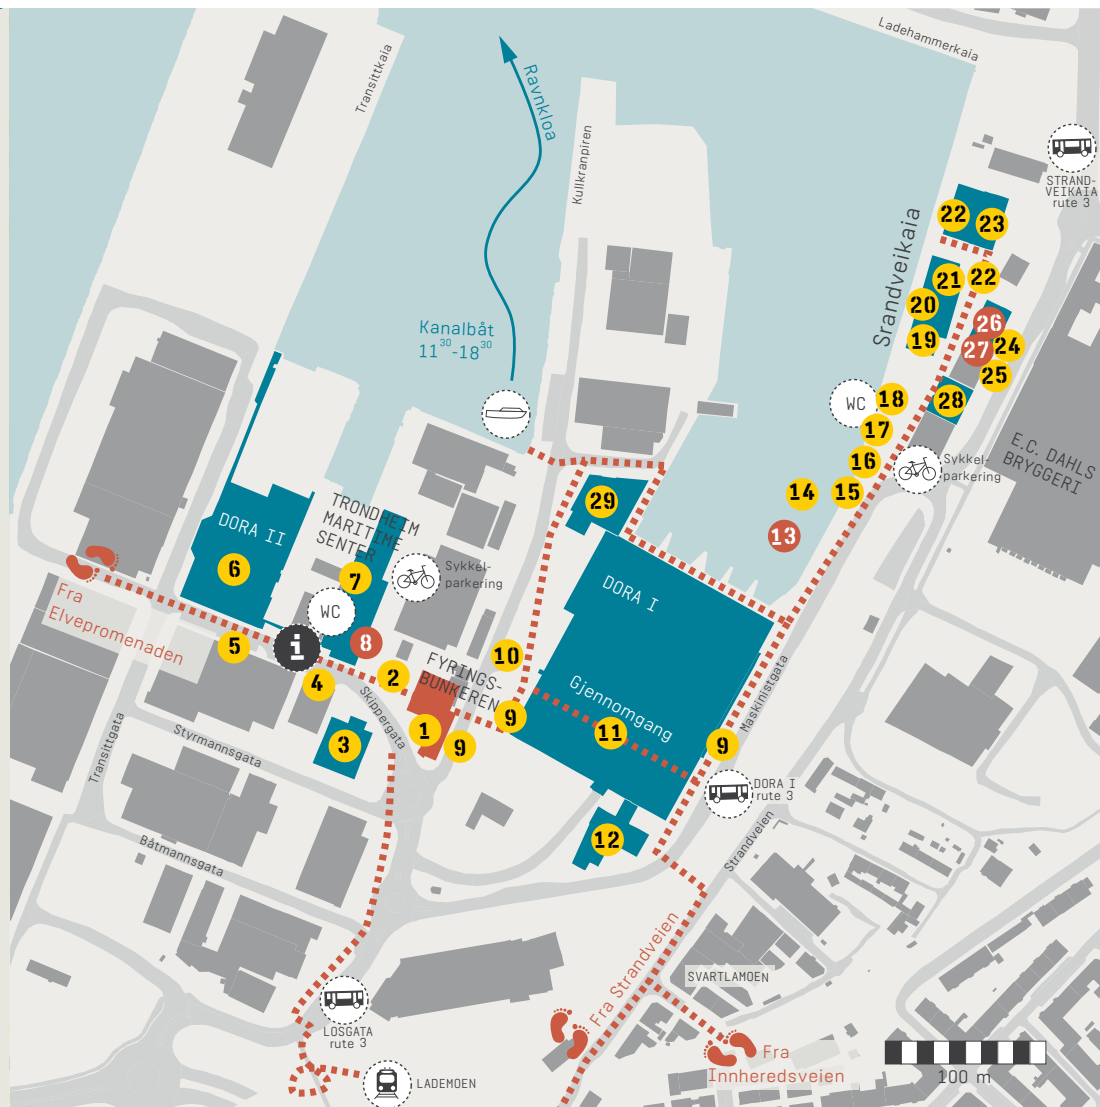 Ladehammerkaia
Transittkaia
Ravnkloa
Kullkranpiren
STRAND-
VEIKAIA
rute 3
22
23
Srandveikaia
21
22
20
26
19
27
24
25
Kanalbåt
11³⁰-18³⁰
WC
18
28
17
E.C. DAHLS
BRYGGERI
16
Sykkel-
parkering
14
15
13
29
TRONDHEIM
MARITIME
SENTER
DORA II
6
7
Sykkel-
parkering
DORA I
Fra
Elvepromenaden
WC
i
8
5
4
2
10
FYRINGS-
BUNKEREN
Gjennomgang
Maskinistgata
Skippergata
9
1
9
11
9
3
Styrmannsgata
Transittgata
DORA I
rute 3
12
Strandveien
Båtmannsgata
Fra Strandveien
SVARTLAMOEN
LOSGATA
rute 3
LADEMOEN
Fra
Innheredsveien
100 m